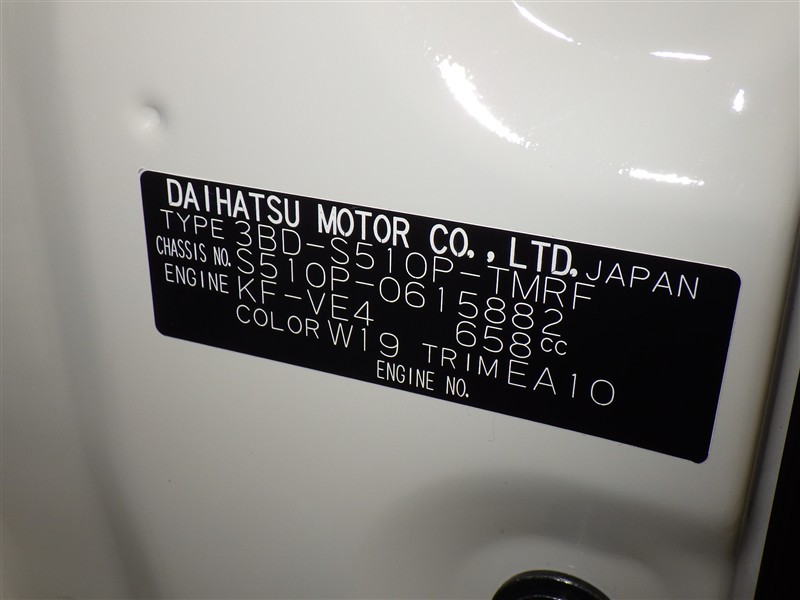 DAIHATSU MOTOR CO., LTD. JAPAN
TYPE 3BD-S510P-TMRF
CHASSIS NO. S510P-0615882
ENGINE KF-VE4 658cc
COLOR W19 TRIM EA10
ENGINE NO.